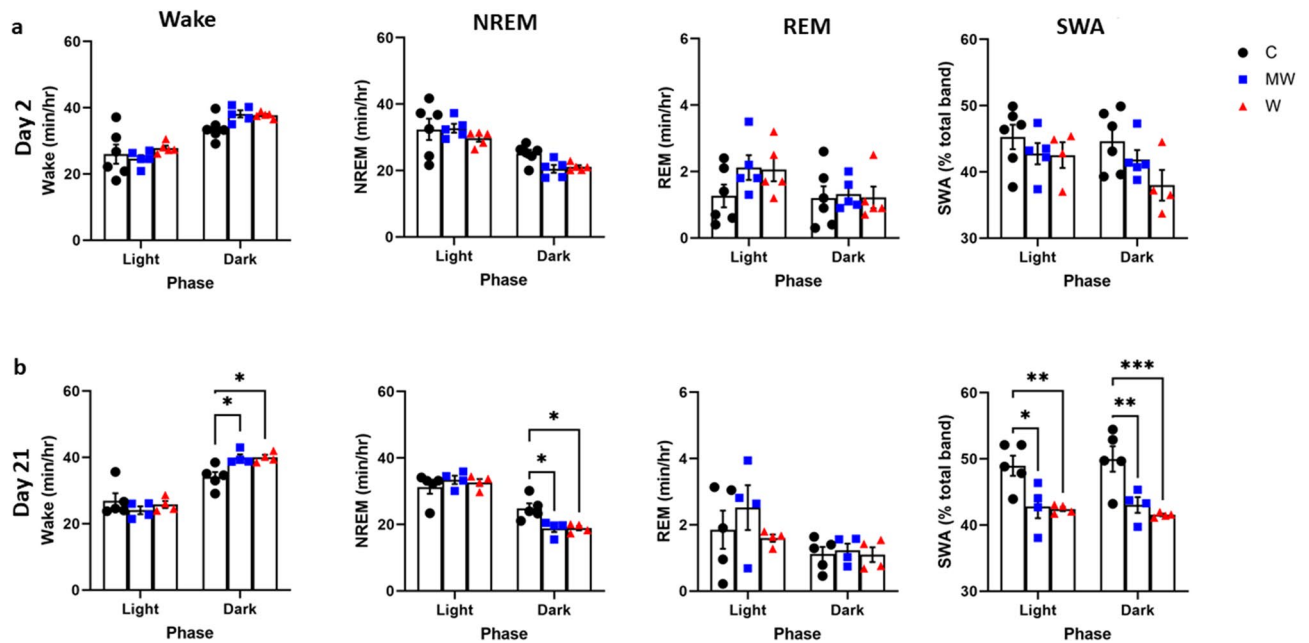 Wake
NREM
REM
SWA
a
Day 2
Wake (min/hr)
60
40
20
0
Light
Dark
Phase
NREM (min/hr)
60
40
20
0
Light
Dark
Phase
REM (min/hr)
6
4
2
0
Light
Dark
Phase
SWA (% total band)
60
50
40
30
Light
Dark
Phase
C
MW
W
b
Day 21
Wake (min/hr)
60
40
20
0
*
*
Light
Dark
Phase
NREM (min/hr)
60
40
20
0
*
*
Light
Dark
Phase
REM (min/hr)
6
4
2
0
Light
Dark
Phase
SWA (% total band)
60
50
40
30
**
*
***
**
Light
Dark
Phase